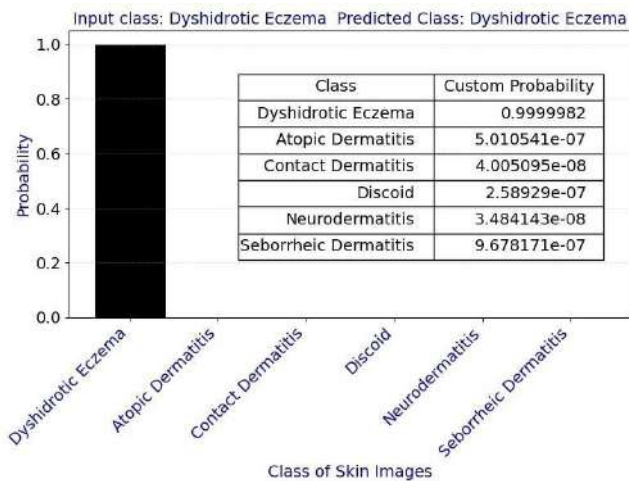 Input class: Dyshidrotic Eczema  Predicted Class: Dyshidrotic Eczema
Probability
1.0
0.8
0.6
0.4
0.2
0.0
Class Custom Probability
Dyshidrotic Eczema 0.9999982
Atopic Dermatitis 5.010541e-07
Contact Dermatitis 4.005095e-08
Discoid 2.58929e-07
Neurodermatitis 3.484143e-08
Seborrheic Dermatitis 9.678171e-07
Dyshidrotic Eczema
Atopic Dermatitis
Contact Dermatitis
Discoid
Neurodermatitis
Seborrheic Dermatitis
Class of Skin Images